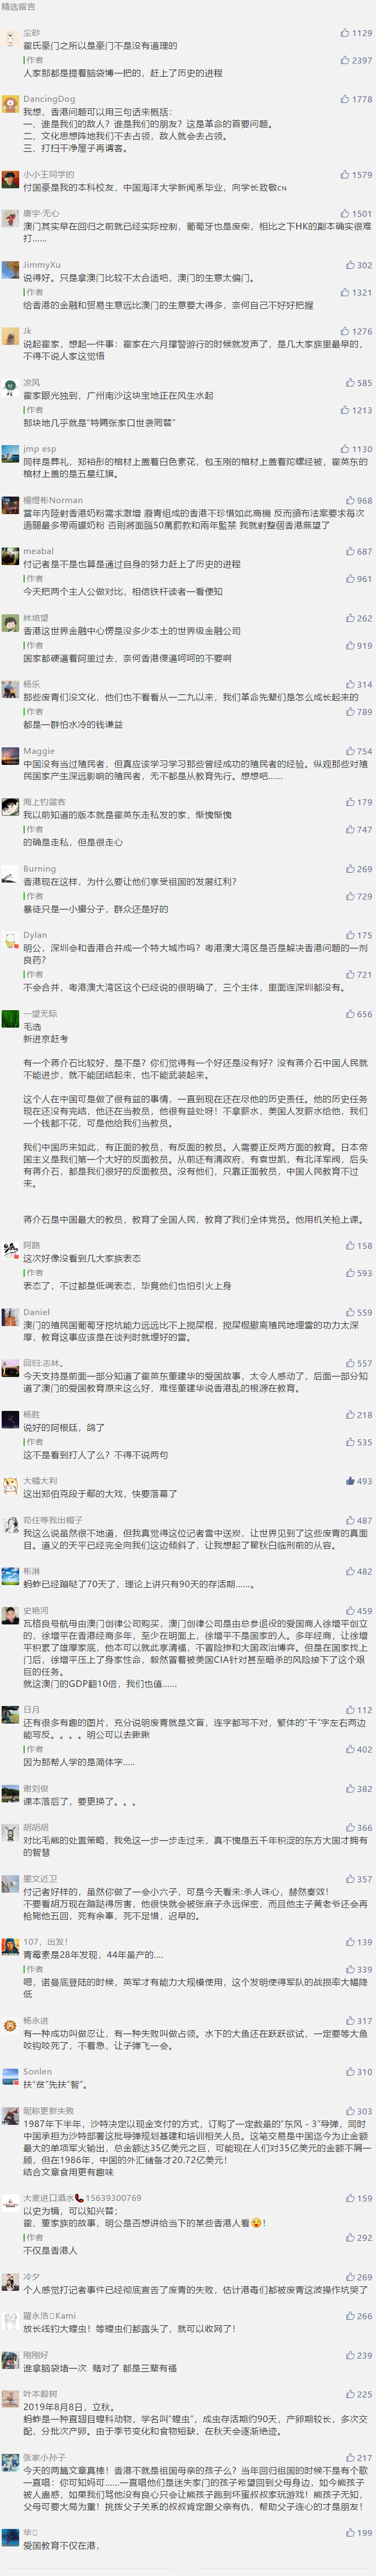 精选留言
尘砂 1129
霍氏豪门之所以是豪门不是没有道理的
作者 2397
人家那都是提着脑袋博一把的，赶上了历史的进程
DancingDog 1778
我想，香港问题可以用三句话来概括：
一、谁是我们的敌人？谁是我们的朋友？这是革命的首要问题。
二、文化思想阵地我们不去占领，敌人就会去占领。
三、打扫干净屋子再请客。
小小王同学的 1579
付国豪是我的本科校友，中国海洋大学新闻系毕业，向学长致敬CN
唐宇·无心 1501
澳门其实早在回归之前就已经实际控制，葡萄牙也是废柴，相比之下HK的副本确实很难
打……
JimmyXu 302
说得好。只是拿澳门比较不太合适吧，澳门的生意太偏门。
作者 1321
给香港的金融和贸易生意远比澳门的生意要大得多，奈何自己不好好把握
Jk 1276
说起霍家，想起一件事：霍家在六月撑警游行的时候就发声了，是几大家族里最早的，
不得不说人家这觉悟
凉风 585
霍家眼光独到，广州南沙这块宝地正在风生水起
作者 1213
那块地几乎就是"特赐张家口世袭罔替"
jmp esp 1130
同样是葬礼，郑裕彤的棺材上盖着白色素花，包玉刚的棺材上盖着陀螺经被，霍英东的
棺材上盖的是五星红旗。
楊煜彬Norman 968
當年內陸對香港奶粉需求激增 廢青組成的香港不珍惜如此商機 反而頒布法案要求每次
過關最多帶兩罐奶粉 否則將面臨50萬罰款和兩年監禁 我就對整個香港無望了
meabal 687
付记者是不是也算是通过自身的努力赶上了历史的进程
作者 961
今天把两个主人公做对比，相信铁杆读者一看便知
林培望 262
香港这世界金融中心愣是没多少本土的世界级金融公司
作者 919
国家都硬逼着阿里过去，奈何香港傻逼呵呵的不要啊
杨乐 314
那些废青们没文化，他们也不看看从一二九以来，我们革命先辈们是怎么成长起来的
作者 789
都是一群怕水冷的钱谦益
Maggie 754
中国没有当过殖民者，但真应该学习学习那些曾经成功的殖民者的经验。纵观那些对殖
民国家产生深远影响的殖民者，无不都是从教育先行。想想吧……
海上钓鲨客 179
我以前知道的版本就是霍英东走私发的家，惭愧惭愧
作者 747
的确是走私，但是很走心
Burning 269
香港现在这样，为什么要让他们享受祖国的发展红利？
作者 729
暴徒只是一小撮分子，群众还是好的
Dylan 175
明公，深圳会和香港合并成一个特大城市吗？粤港澳大湾区是否是解决香港问题的一剂
良药？
作者 721
不会合并，粤港澳大湾区这个已经说的很明确了，三个主体，里面连深圳都没有。
一望无际 656
毛选
新进京赶考
有一个蒋介石比较好，是不是？你们觉得有一个好还是没有好？没有蒋介石中国人民就
不能进步，就不能团结起来，也不能武装起来。
这个人在中国可是做了很有益的事情，一直到现在还在尽他的历史责任。他的历史任务
现在还没有完结，他还在当教员，他很有益处呀！不拿薪水，美国人发薪水给他，我们
一个钱都不花，可是他给我们当教员。
我们中国历来如此，有正面的教员，有反面的教员。人需要正反两方面的教育。日本帝
国主义是我们第一个大好的反面教员。从前还有清政府，有袁世凯，有北洋军阀，后头
有蒋介石，都是我们很好的反面教员。没有他们，只靠正面教员，中国人民教育不过
来。
蒋介石是中国最大的教员，教育了全国人民，教育了我们全体党员。他用机关枪上课。
阿路 158
这次好像没看到几大家族表态
作者 593
表态了，不过都是低调表态，毕竟他们也怕引火上身
Daniel 559
澳门的殖民国葡萄牙挖坑能力远远比不上搅屎棍，搅屎棍撤离殖民地埋雷的功力太深
厚，教育这事应该是在谈判时就埋好的雷。
回归:志林。 557
今天支持是前面一部分知道了霍英东董建华的爱国故事，太令人感动了，后面一部分知
道了澳门的爱国教育原来这么好，难怪董建华说香港乱的根源在教育。
杨胜 218
说好的阿根廷，鸽了
作者 535
这不是看到打人了么？不得不说两句
大橘大利 493
这出郑伯克段于鄢的大戏，快要落幕了
苟住等我出帽子 487
我这么说虽然很不地道，但我真觉得这位记者雪中送炭，让世界见到了这些废青的真面
目。道义的天平已经完全向我们这边倾斜了，让我想起了瞿秋白临刑前的从容。
彬淋 482
蚂蚱已经蹦哒了70天了，理论上讲只有90天的存活期……。
史艳河 459
瓦格良号航母由澳门创律公司购买，澳门创律公司是由总参退役的爱国商人徐增平创立
的，徐增平在香港经商多年，至少在明面上，徐增平不是国家的人。多年经商，让徐增
平积累了雄厚家底，他本可以就此享清福，不冒险掺和大国政治博弈。但是在国家找上
门后，徐增平压上了身家性命，毅然冒着被美国CIA针对甚至暗杀的风险接下了这个艰
巨的任务。
就这澳门的GDP翻10倍，我们也值……
日月 112
还有很多有趣的图片，充分说明废青就是文盲，连字都写不对，繁体的"干"字左右两边
能写反。。。。明公可以去瞅瞅
作者 402
因为那帮人学的是简体字……
谢刘俊 382
课本落后了，要更换了。。。
胡胡胡 366
对比毛熊的处置策略，我兔这一步一步走过来，真不愧是五千年积淀的东方大国才拥有
的智慧
墨文近卫 357
付记者好样的，虽然你做了一会小六子，可是今天看来:杀人诛心，赫然奏效！
不要看胡万现在蹦跶得厉害，他很快就会被张麻子永远保密，而且他主子黄老爷还会再
枪毙他五回，死有余辜，死不足惜，迟早的。
107，出发！ 139
青霉素是28年发现，44年量产的....
作者 339
嗯，诺曼底登陆的时候，英军才有能力大规模使用，这个发明使得军队的战损率大幅降
低
杨永进 317
有一种成功叫做忍让，有一种失败叫做占领。水下的大鱼还在跃跃欲试，一定要等大鱼
咬钩咬死了，不着急，让子弹飞一会。
Sonlen 310
扶"贫"先扶"智"。
昵称更新失败 303
1987年下半年，沙特决定以现金支付的方式，订购了一定数量的"东风－3"导弹，同时
中国承担为沙特部署这批导弹规划基建和培训相关人员。这笔交易是中国迄今为止金额
最大的单项军火输出，总金额达35亿美元之巨，可能现在人们对35亿美元的金额不屑一
顾，但在1986年，中国的外汇储备才20.72亿美元！
结合文章食用更有趣味
大麦进口酒水📞15639300769 159
以史为镜，可以知兴替；
霍、董家族的故事，明公是否想讲给当下的某些香港人看😯！
作者 292
不仅是香港人
冷夕 269
个人感觉打记者事件已经彻底宣告了废青的失败，估计港毒们都被废青这波操作坑哭了
羅永浩Kami 266
放长线钓大蝗虫！等蝗虫们都露头了，就可以收网了！
刚刚好 239
谁拿脑袋堵一次 赌对了 都是三辈有福
叶本毅树 225
2019年8月8日，立秋。
蚂蚱是一种直翅目蝗科动物，学名叫"蝗虫"，成虫存活期约90天，产卵期较长，多次交
配，分批次产卵。由于季节变化和食物短缺，在秋天会逐渐绝迹。
张家小孙子 217
今天的两篇文章真棒！香港不就是祖国母亲的孩子么？当年回归祖国的时候不是有个歌
一直唱：你可知妈可……一直唱他们是迷失家门的孩子希望回到父母身边，如今熊孩子
被人蛊惑，如果我们骂他没有良心只会让熊孩子跑到坏蛋叔叔家玩游戏！熊孩子无知，
父母可要大局为重！挑拨父子关系的叔叔肯定跟父亲有仇，帮助父子连心的才是朋友！
华 199
爱国教育不仅在港，